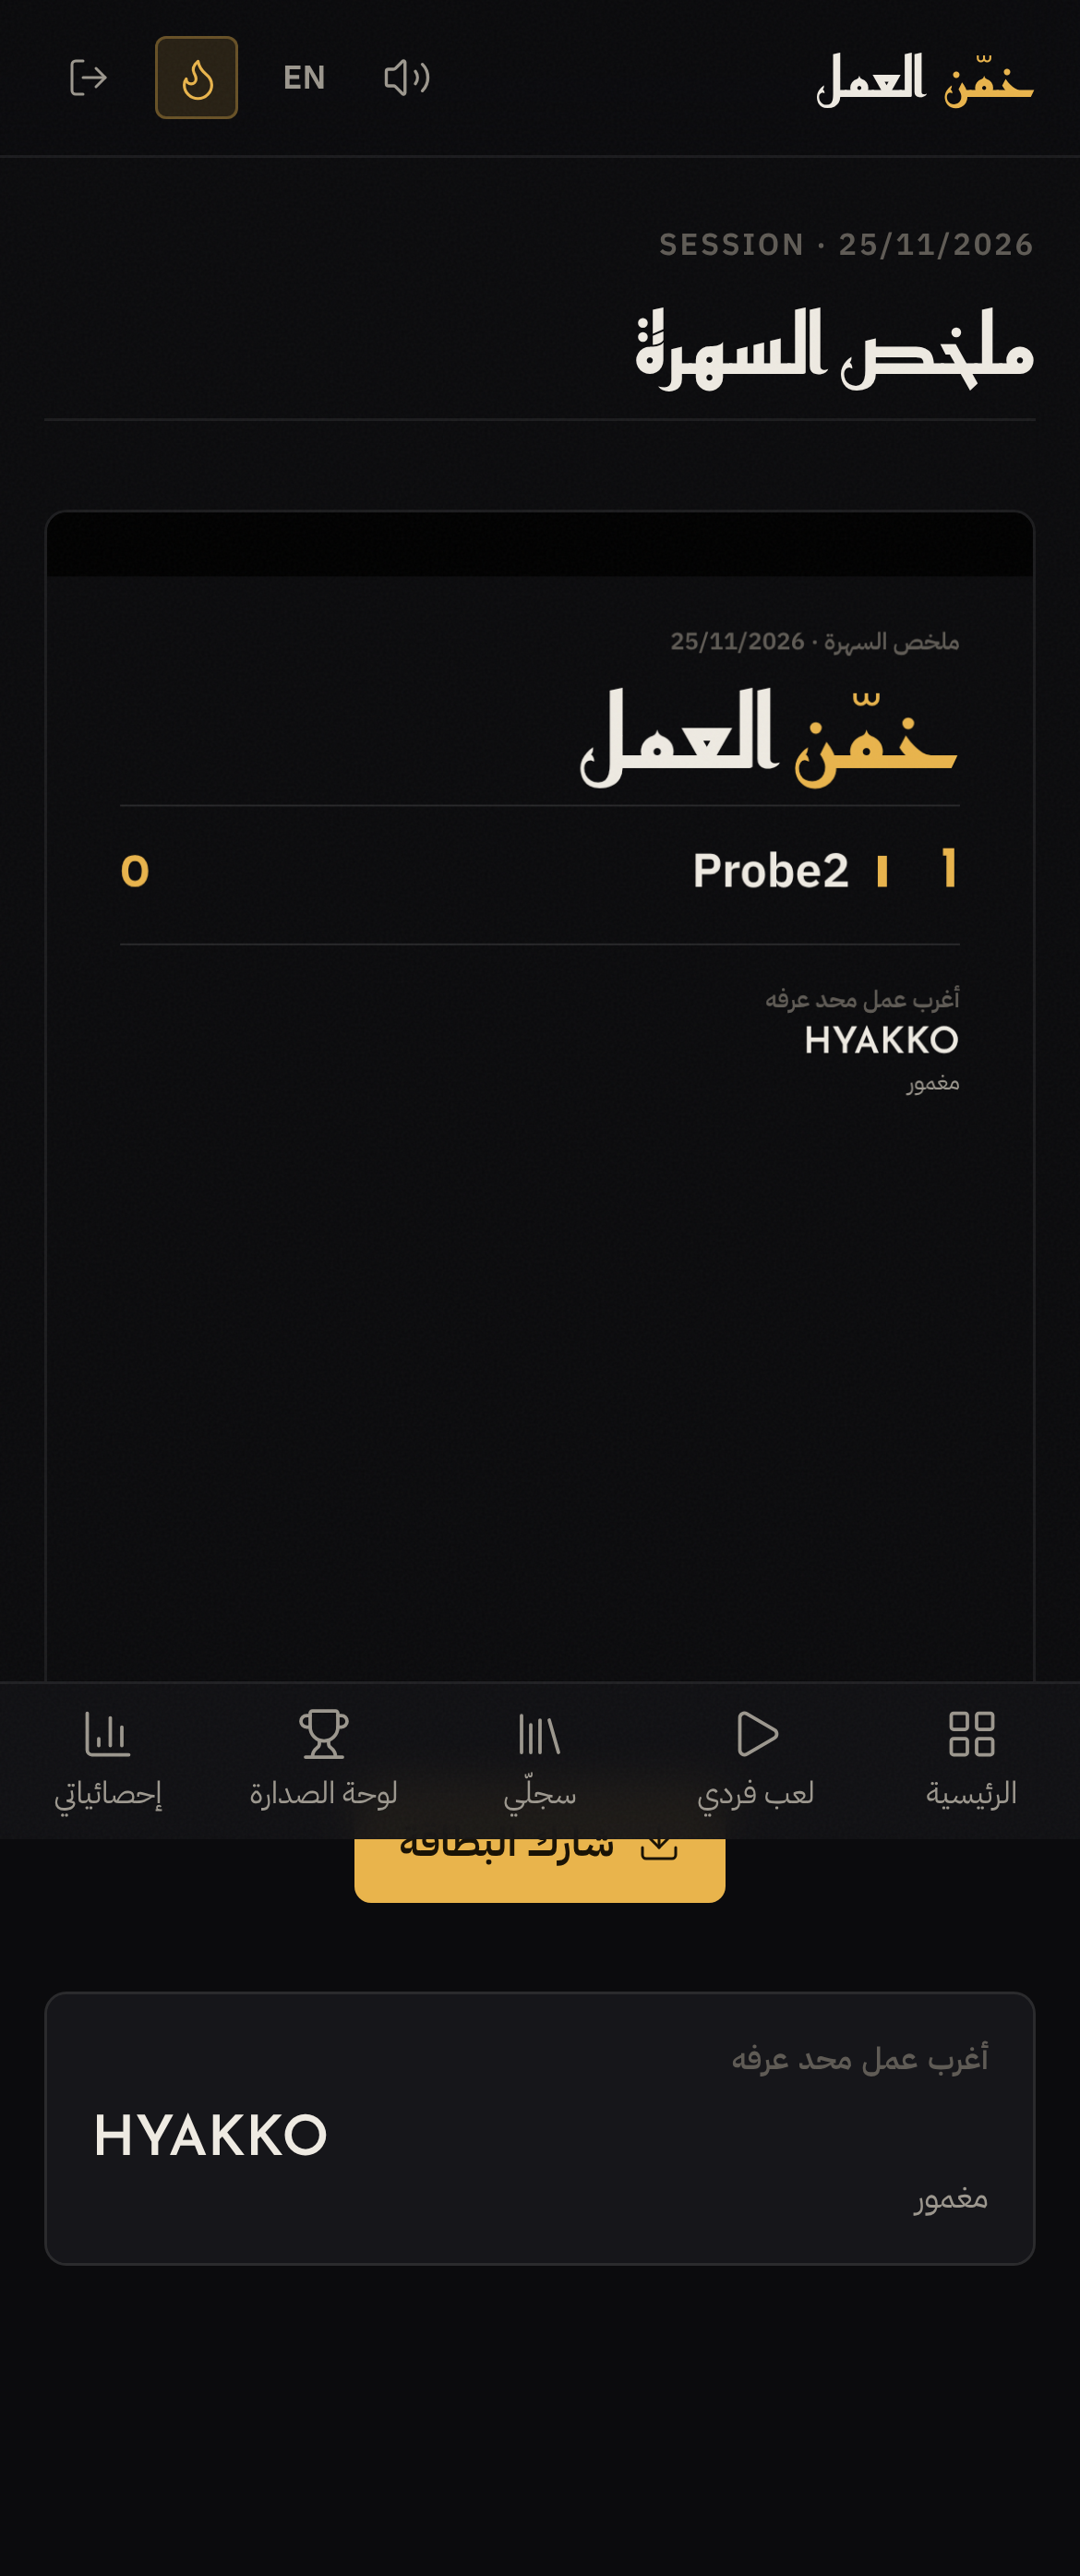 خمّن العمل
EN
SESSION · 25/11/2026
ملخص السهرة
ملخص السهرة · 25/11/2026
خمّن العمل
1 Probe2 0
أغرب عمل محد عرفه
HYAKKO
مغمور
الرئيسية
لعب فردي
سجلّي
لوحة الصدارة
إحصائياتي
شارك البطاقة
أغرب عمل محد عرفه
HYAKKO
مغمور